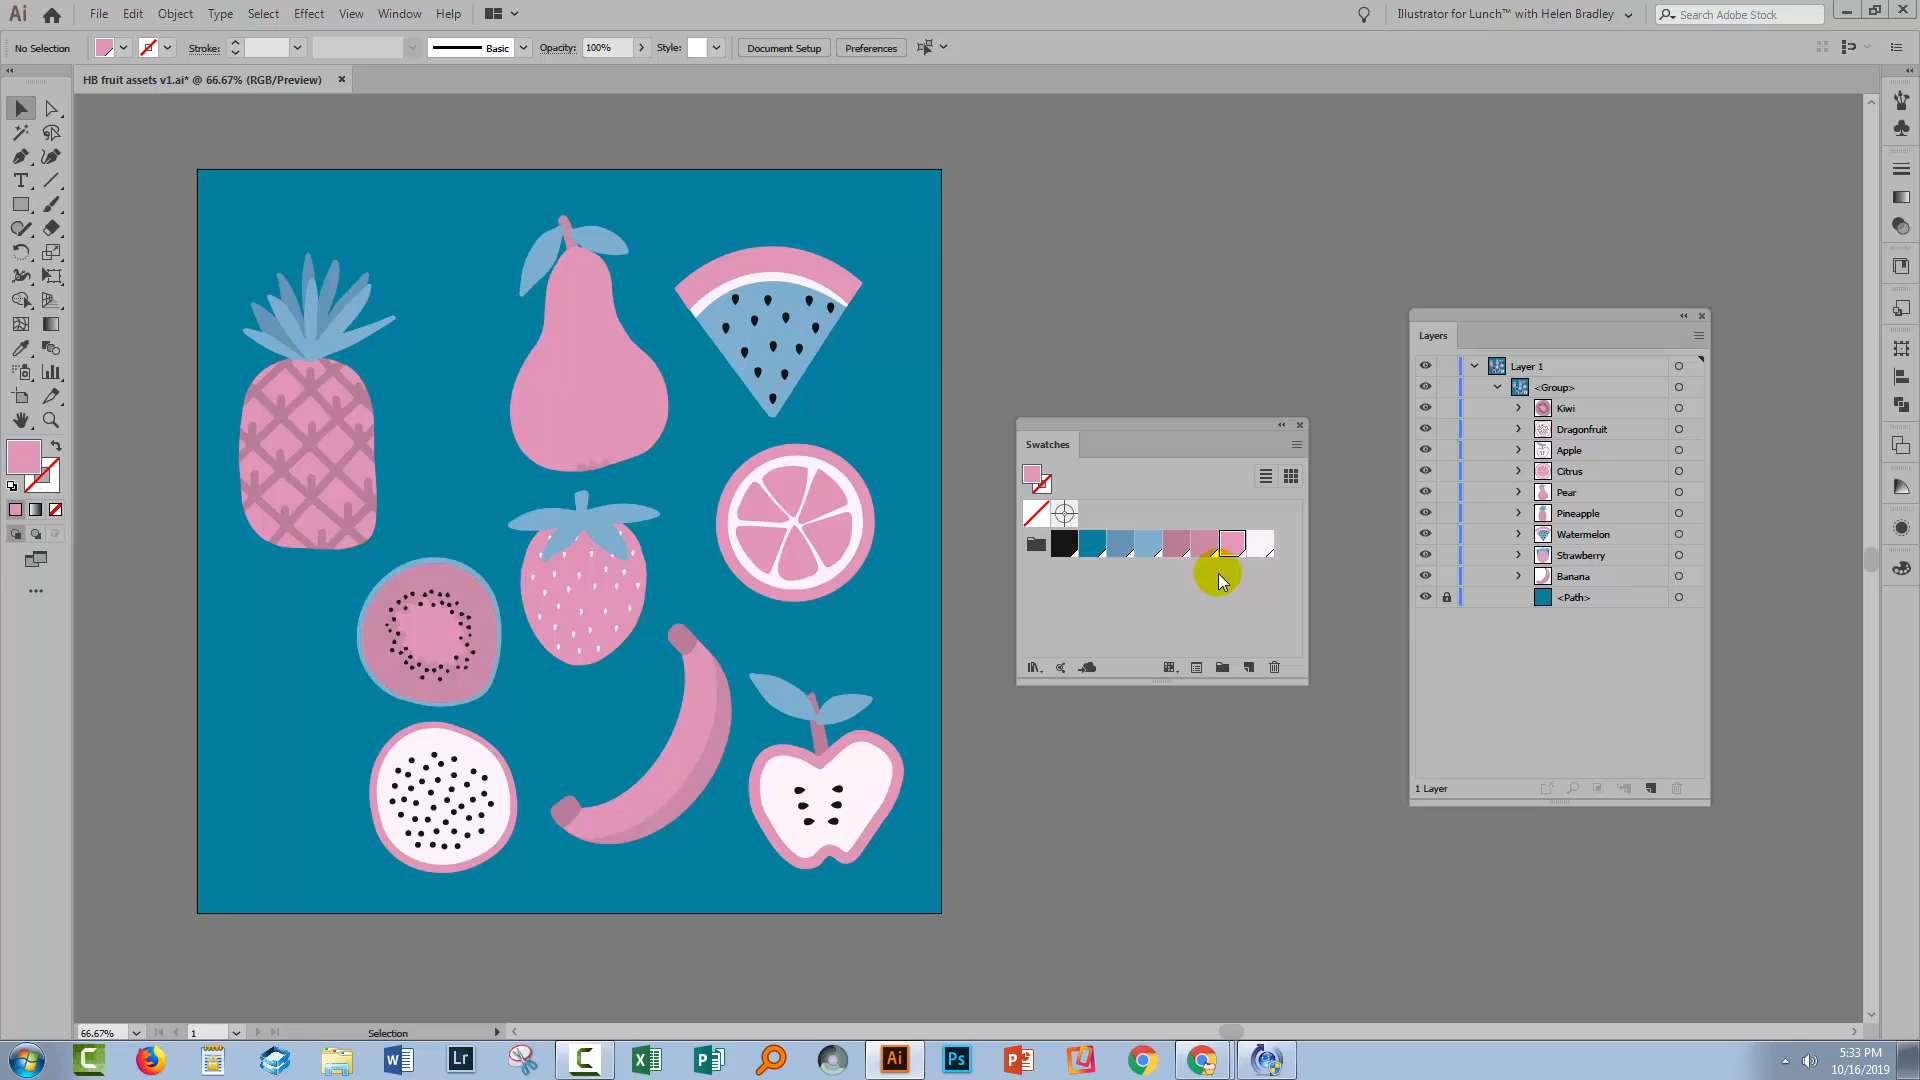 Ai File Edit Object Type Select Effect View Window Help Illustrator for Lunch™ with Helen Bradley Search Adobe Stock
No Selection Stroke: Basic Opacity: 100% Style: Document Setup Preferences
HB fruit assets v1.ai* @ 66.67% (RGB/Preview)
Layers
Layer 1
<Group>
Kiwi
Dragonfruit
Apple
Citrus
Pear
Pineapple
Watermelon
Strawberry
Banana
<Path>
1 Layer
Swatches
66.67% 1 Selection
Lr Ai Ps
5:33 PM
10/16/2019